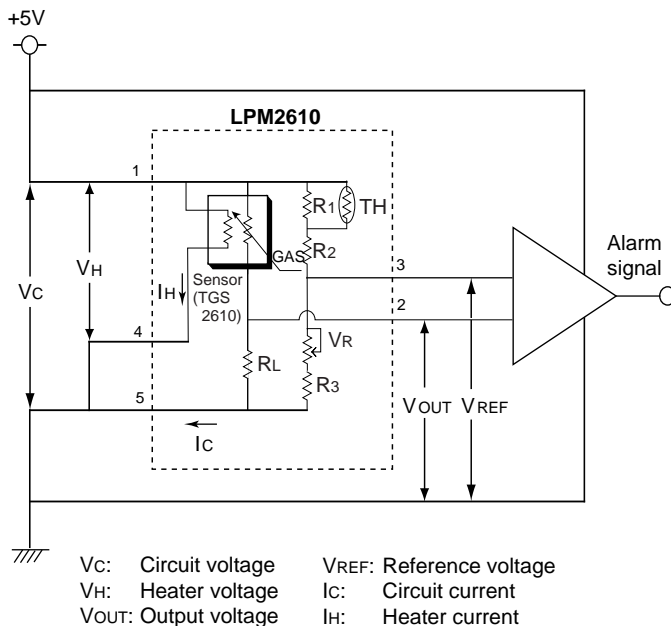 +5V
LPM2610
1
R1
TH
R2
GAS
3
Alarm
signal
VH
VC
IH
Sensor
(TGS
2610)
2
4
VR
RL
R3
5
IC
VOUT
VREF
VC: Circuit voltage
VREF: Reference voltage
VH: Heater voltage
IC: Circuit current
VOUT: Output voltage
IH: Heater current